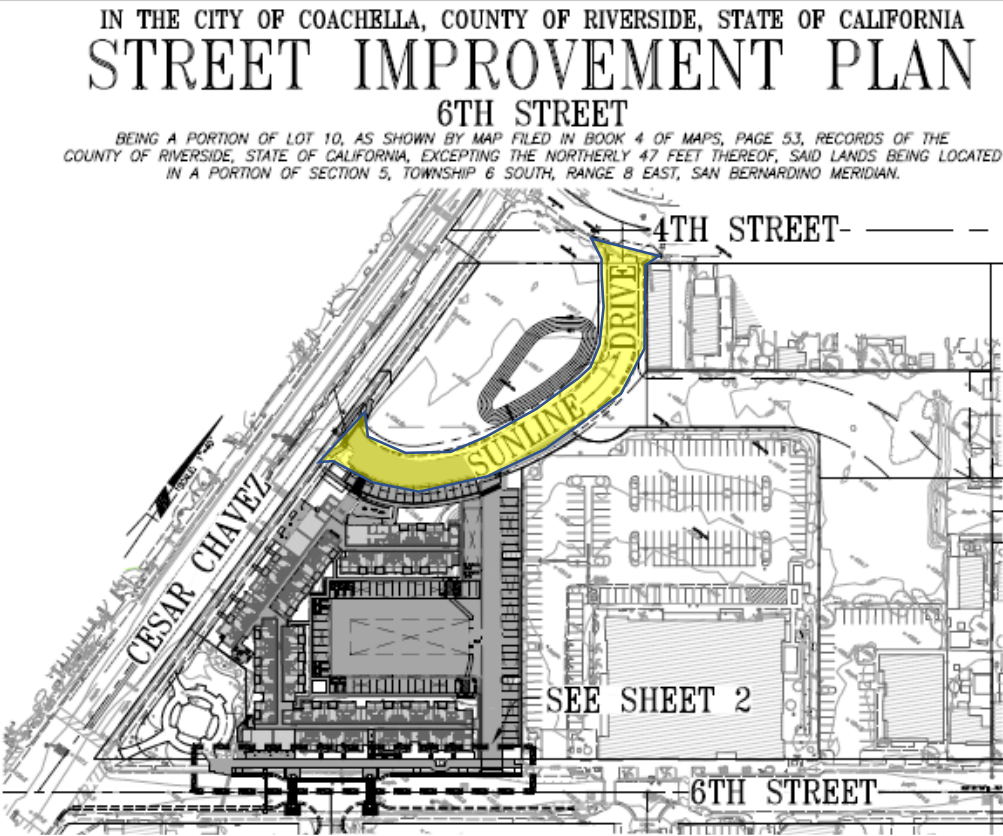 IN THE CITY OF COACHELLA, COUNTY OF RIVERSIDE, STATE OF CALIFORNIA
STREET IMPROVEMENT PLAN
6TH STREET
BEING A PORTION OF LOT 10, AS SHOWN BY MAP FILED IN BOOK 4 OF MAPS, PAGE 53, RECORDS OF THE
COUNTY OF RIVERSIDE, STATE OF CALIFORNIA, EXCEPTING THE NORTHERLY 47 FEET THEREOF, SAID LANDS BEING LOCATED
IN A PORTION OF SECTION 5, TOWNSHIP 6 SOUTH, RANGE 8 EAST, SAN BERNARDINO MERIDIAN.
4TH STREET
SUNLINE DRIVE
CESAR CHAVEZ
SEE SHEET 2
6TH STREET